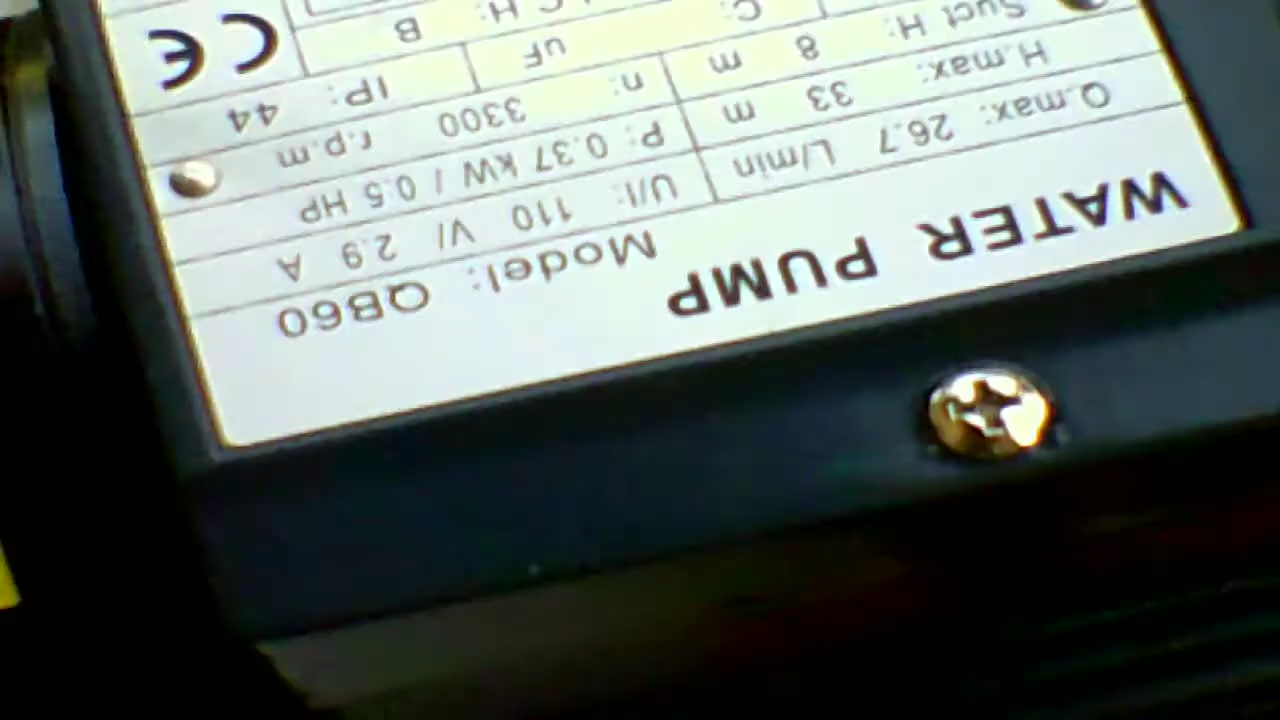 WATER PUMP Model: QB60
Q.max: 26.7 L/min U/I: 110 V/ 2.9 A
H.max: 33 m P: 0.37 kW / 0.5 HP
Suct H: 8 m n: 3300 r.p.m
C: uF IP: 44
B CE